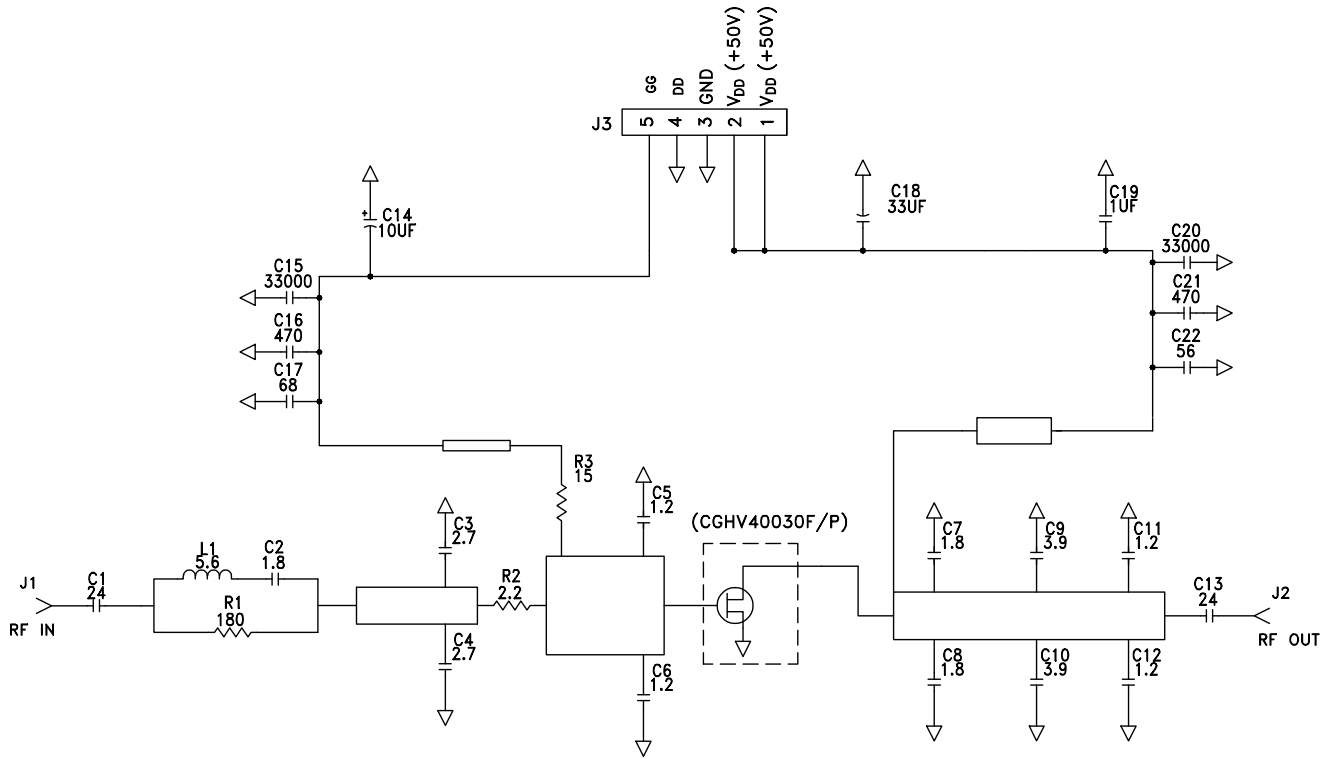 GG
DD
GND
VDD (+50V)
VDD (+50V)
J3
5 4 3 2 1
C14
10UF
+
C18
33UF
C19
1UF
C15
33000
C16
470
C17
68
C20
33000
C21
470
C22
56
R3
15
C5
1.2
(CGHV40030F/P)
C3
2.7
C7
1.8
C9
3.9
C11
1.2
J1
RF IN
C1
24
L1
5.6
C2
1.8
R1
180
R2
2.2
C13
24
J2
RF OUT
C4
2.7
C6
1.2
C8
1.8
C10
3.9
C12
1.2